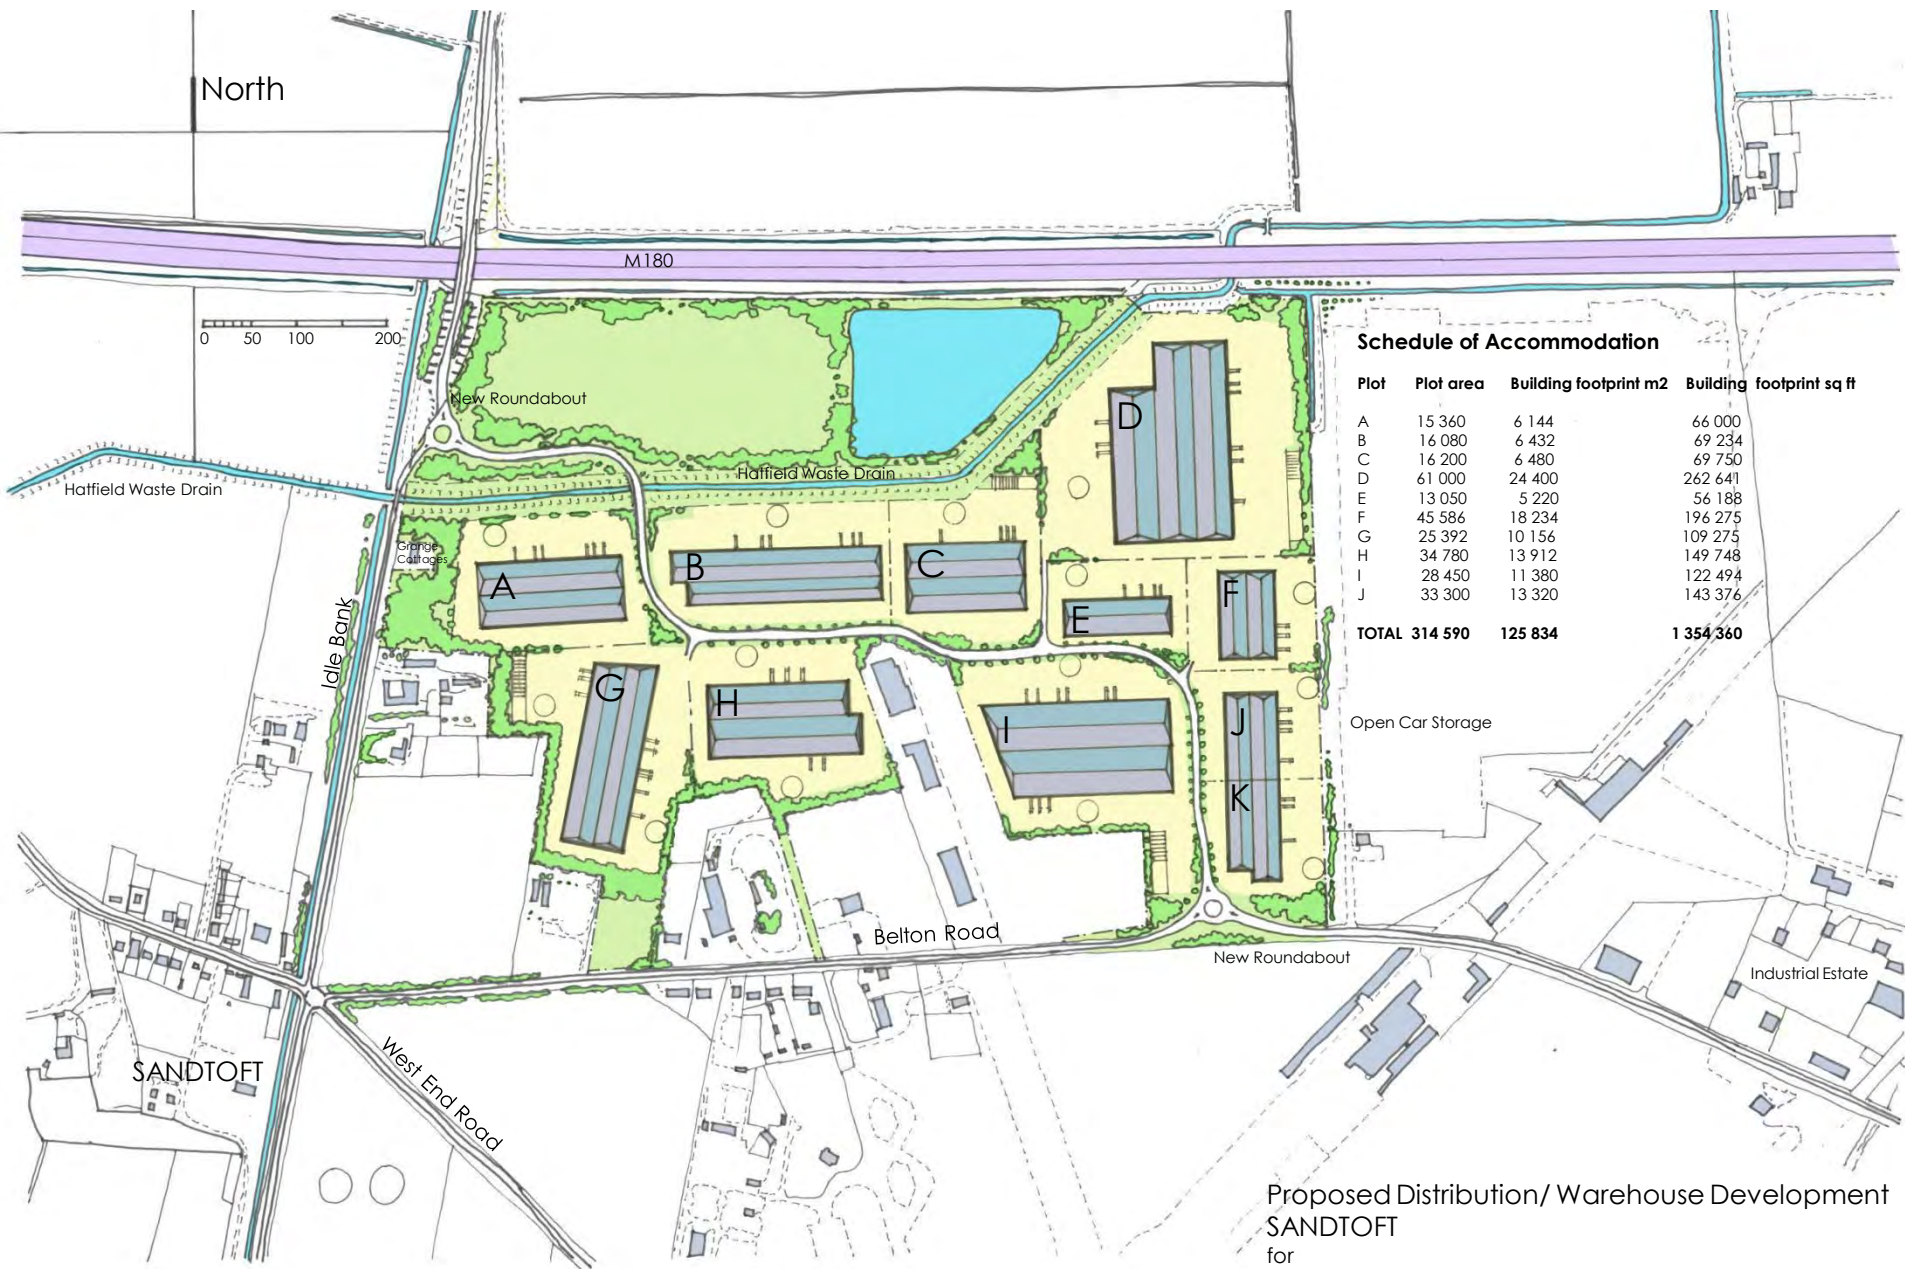 North
M180
0 50 100 200
Schedule of Accommodation
Plot Plot area Building footprint m2 Building footprint sq ft
A 15 360 6 144 66 000
B 16 080 6 432 69 234
C 16 200 6 480 69 750
D 61 000 24 400 262 641
E 13 050 5 220 56 188
F 45 586 18 234 196 275
G 25 392 10 156 109 275
H 34 780 13 912 149 748
I 28 450 11 380 122 494
J 33 300 13 320 143 376
TOTAL 314 590 125 834 1 354 360
New Roundabout
D
Hatfield Waste Drain
Hatfield Waste Drain
Grange
Cottages
A
B
C
E
F
Idle Bank
G
H
I
J
K
Open Car Storage
Belton Road
New Roundabout
Industrial Estate
SANDTOFT
West End Road
Proposed Distribution/ Warehouse Development
SANDTOFT
for